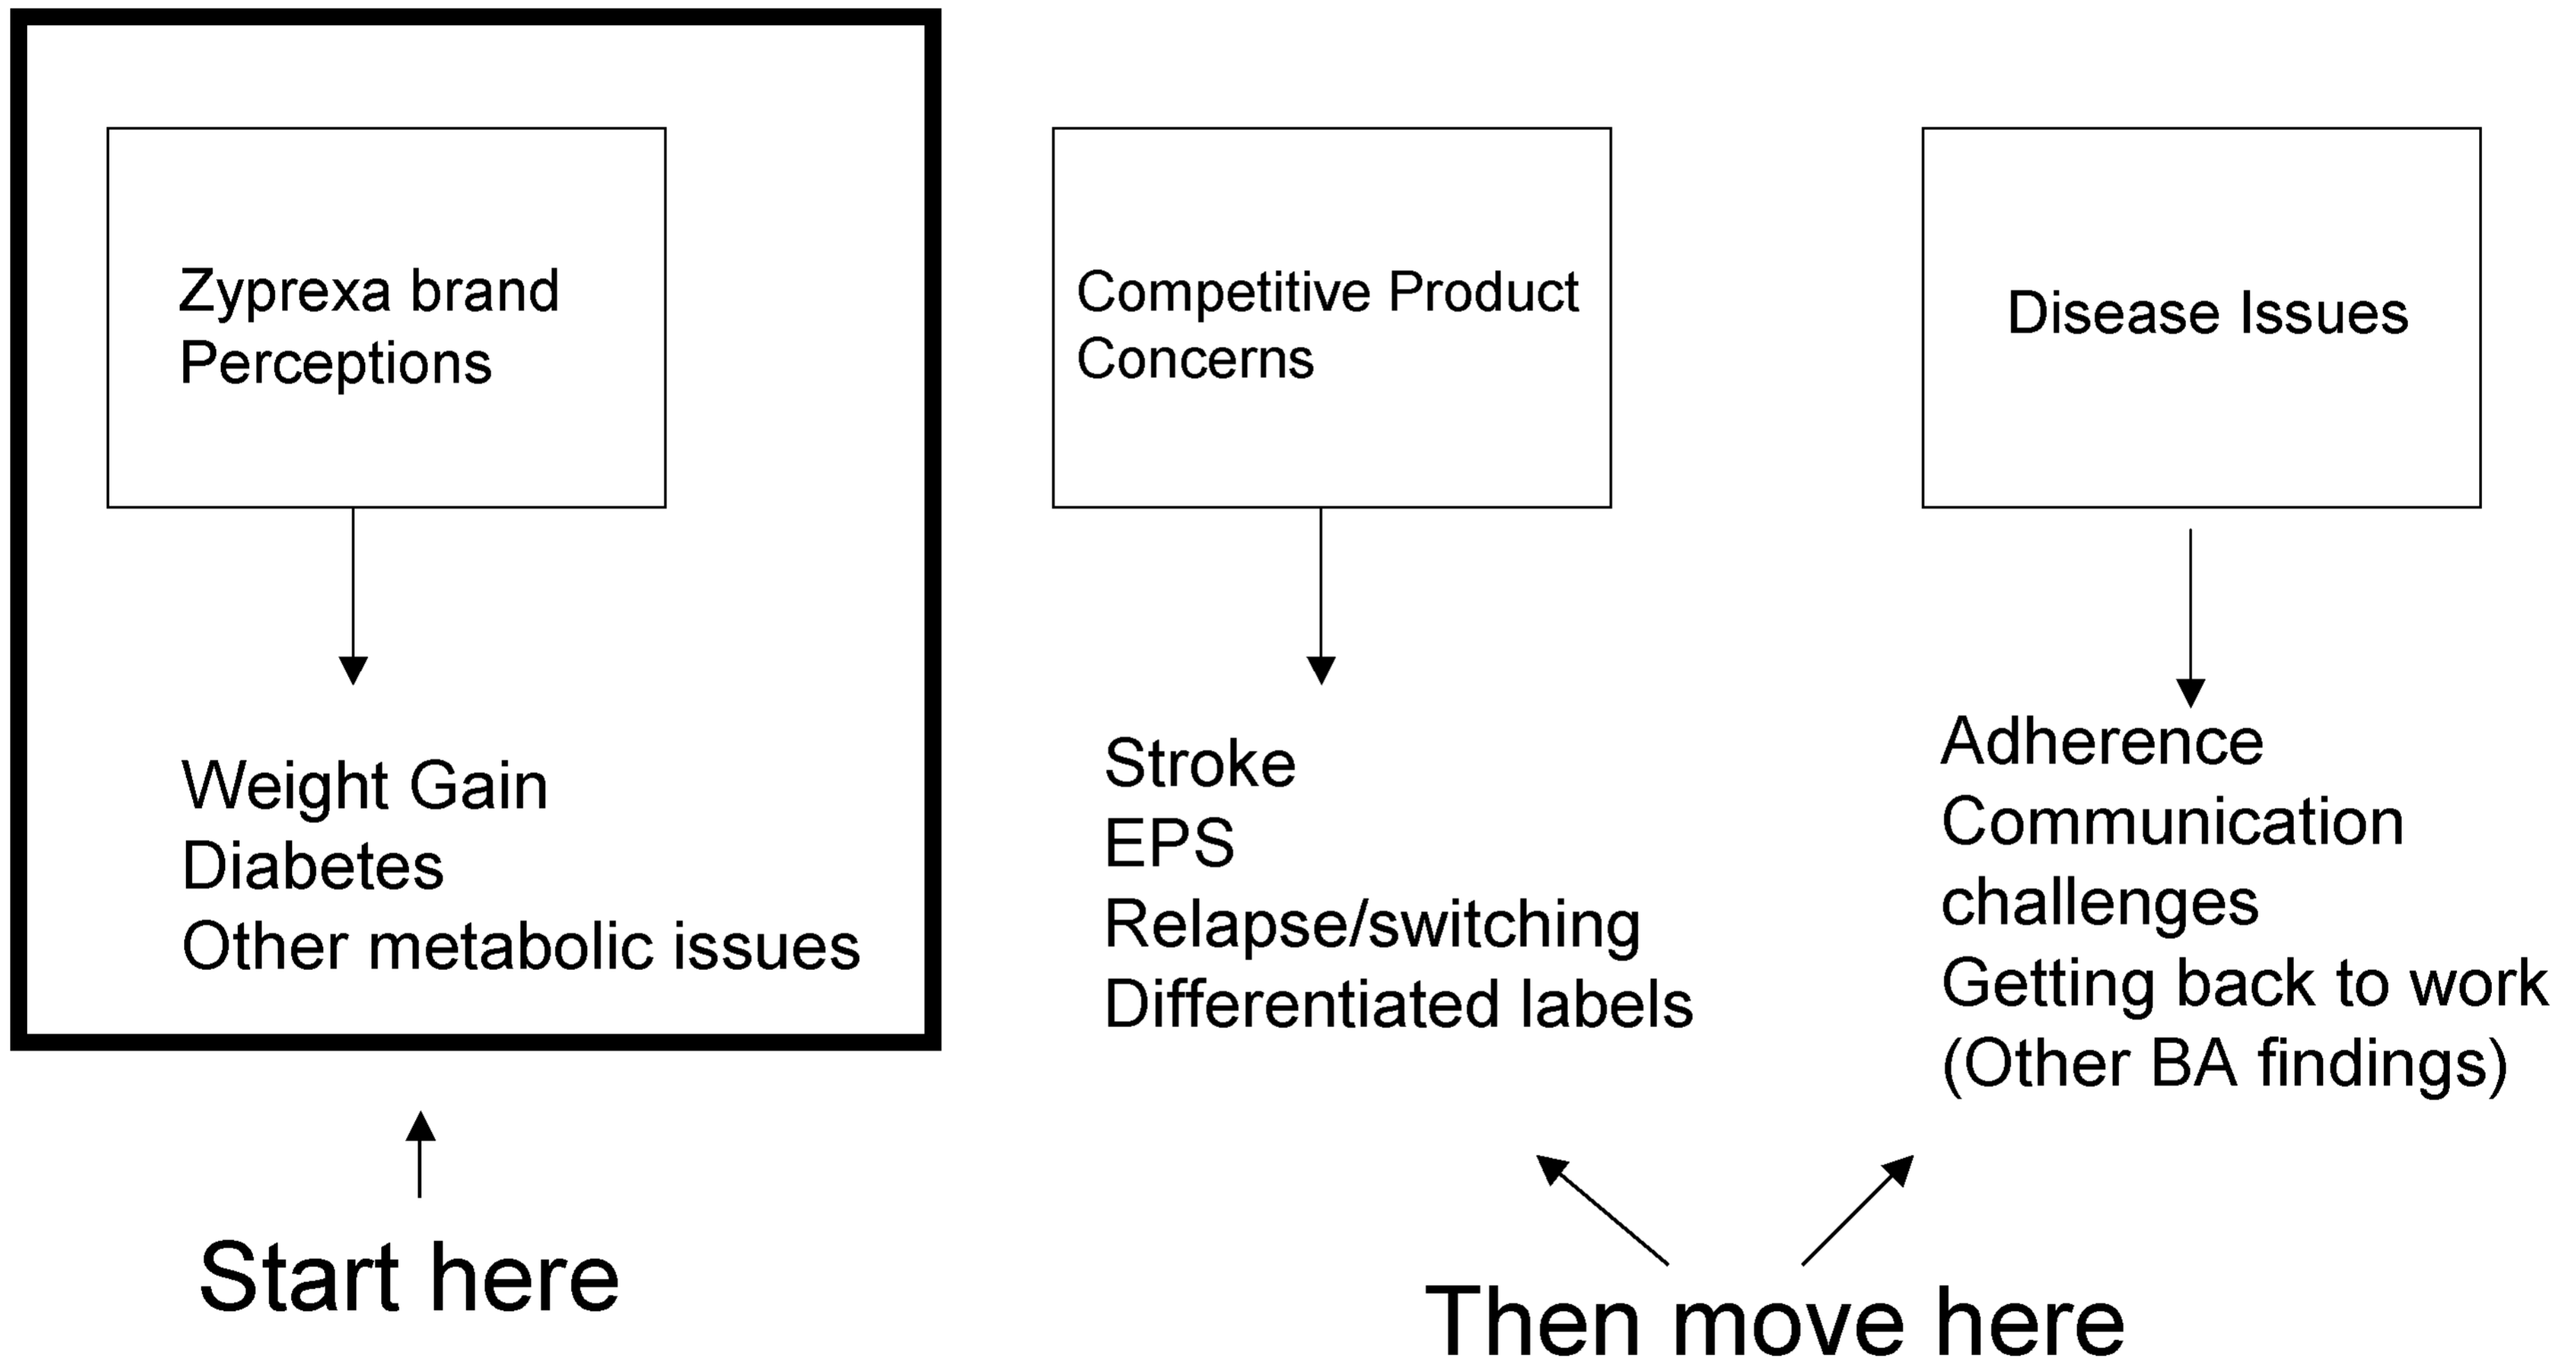 Zyprexa brand
Perceptions
Competitive Product
Concerns
Disease Issues
Weight Gain
Diabetes
Other metabolic issues
Stroke
EPS
Relapse/switching
Differentiated labels
Adherence
Communication
challenges
Getting back to work
(Other BA findings)
Start here
Then move here